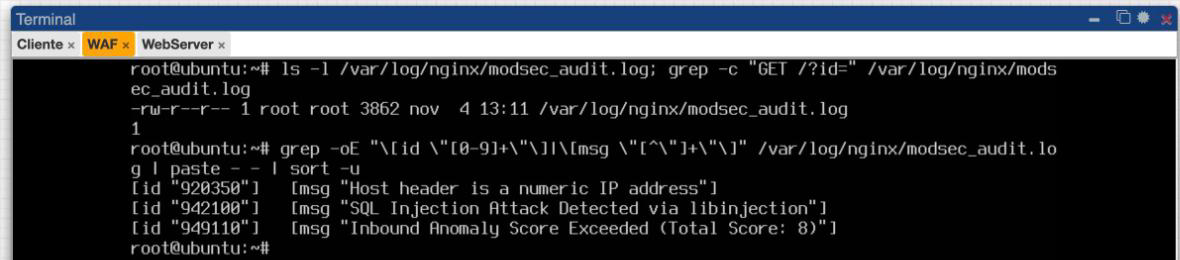 Terminal
Cliente × WAF × WebServer ×
root@ubuntu:~# ls -l /var/log/nginx/modsec_audit.log; grep -c "GET /?id=" /var/log/nginx/mods
ec_audit.log
-rw-r--r-- 1 root root 3862 nov  4 13:11 /var/log/nginx/modsec_audit.log
1
root@ubuntu:~# grep -oE "\[id \"[0-9]+\"\]|\[msg \"[^\"]+\"\]" /var/log/nginx/modsec_audit.lo
g | paste - - | sort -u
[id "920350"]   [msg "Host header is a numeric IP address"]
[id "942100"]   [msg "SQL Injection Attack Detected via libinjection"]
[id "949110"]   [msg "Inbound Anomaly Score Exceeded (Total Score: 8)"]
root@ubuntu:~#